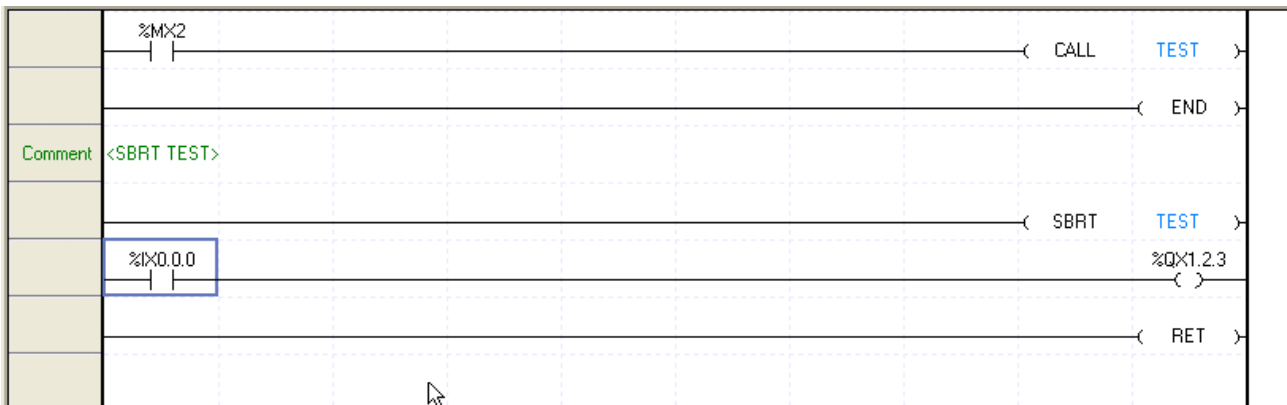 %MX2
( CALL TEST )
( END )
Comment <SBRT TEST>
( SBRT TEST )
%IX0.0.0 %QX1.2.3
( )
( RET )